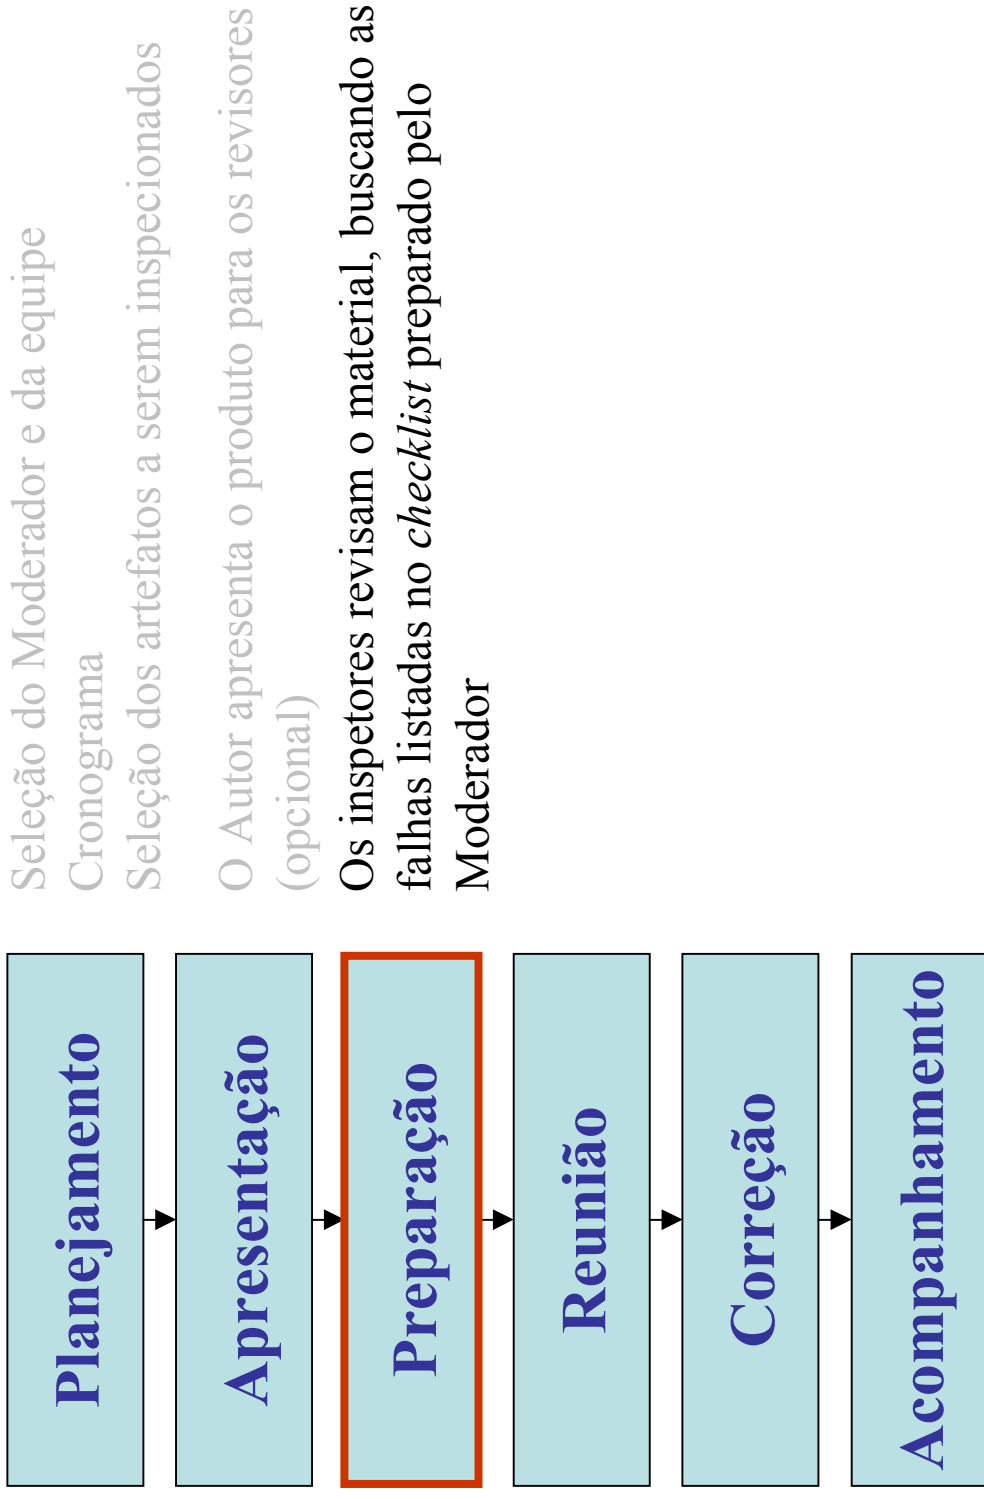 Seleção do Moderador e da equipe
Cronograma
Seleção dos artefatos a serem inspecionados
O Autor apresenta o produto para os revisores
(opcional)
Os inspetores revisam o material, buscando as
falhas listadas no checklist preparado pelo
Moderador
Planejamento
Apresentação
Preparação
Reunião
Correção
Acompanhamento